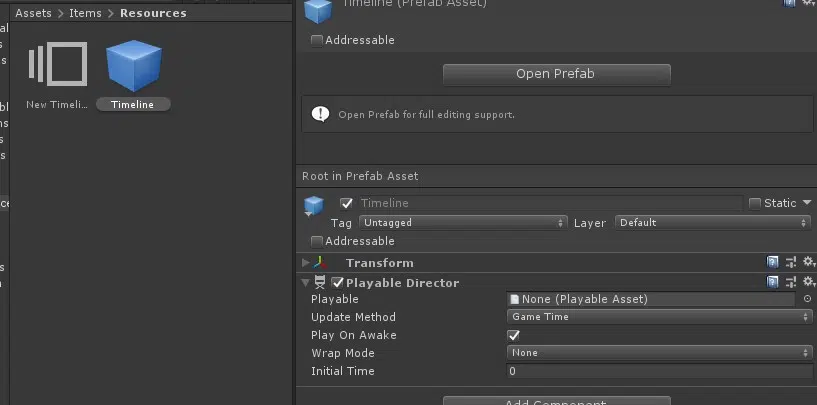 Assets > Items > Resources
New Timeli...
Timeline
Timeline (Prefab Asset)
Addressable
Open Prefab
Open Prefab for full editing support.
Root in Prefab Asset
Timeline
Static
Tag Untagged Layer Default
Addressable
Transform
Playable Director
Playable None (Playable Asset)
Update Method Game Time
Play On Awake
Wrap Mode None
Initial Time 0
Add Component